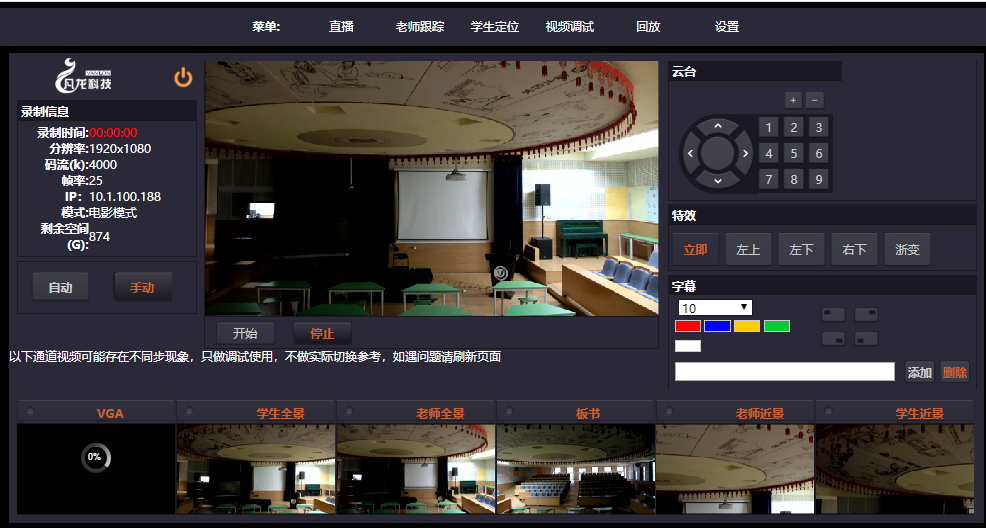 菜单: 直播 老师跟踪 学生定位 视频调试 回放 设置
凡龙科技
录制信息
录制时间:00:00:00
分辨率:1920x1080
码流(k):4000
帧率:25
IP: 10.1.100.188
模式:电影模式
剩余空间(G):874
自动 手动
开始 停止
以下通道视频可能存在不同步现象，只做调试使用，不做实际切换参考，如遇问题请刷新页面
云台
+ −
1 2 3
4 5 6
7 8 9
特效
立即 左上 左下 右下 渐变
字幕
10
添加 删除
VGA 学生全景 老师全景 板书 老师近景 学生近景
0%